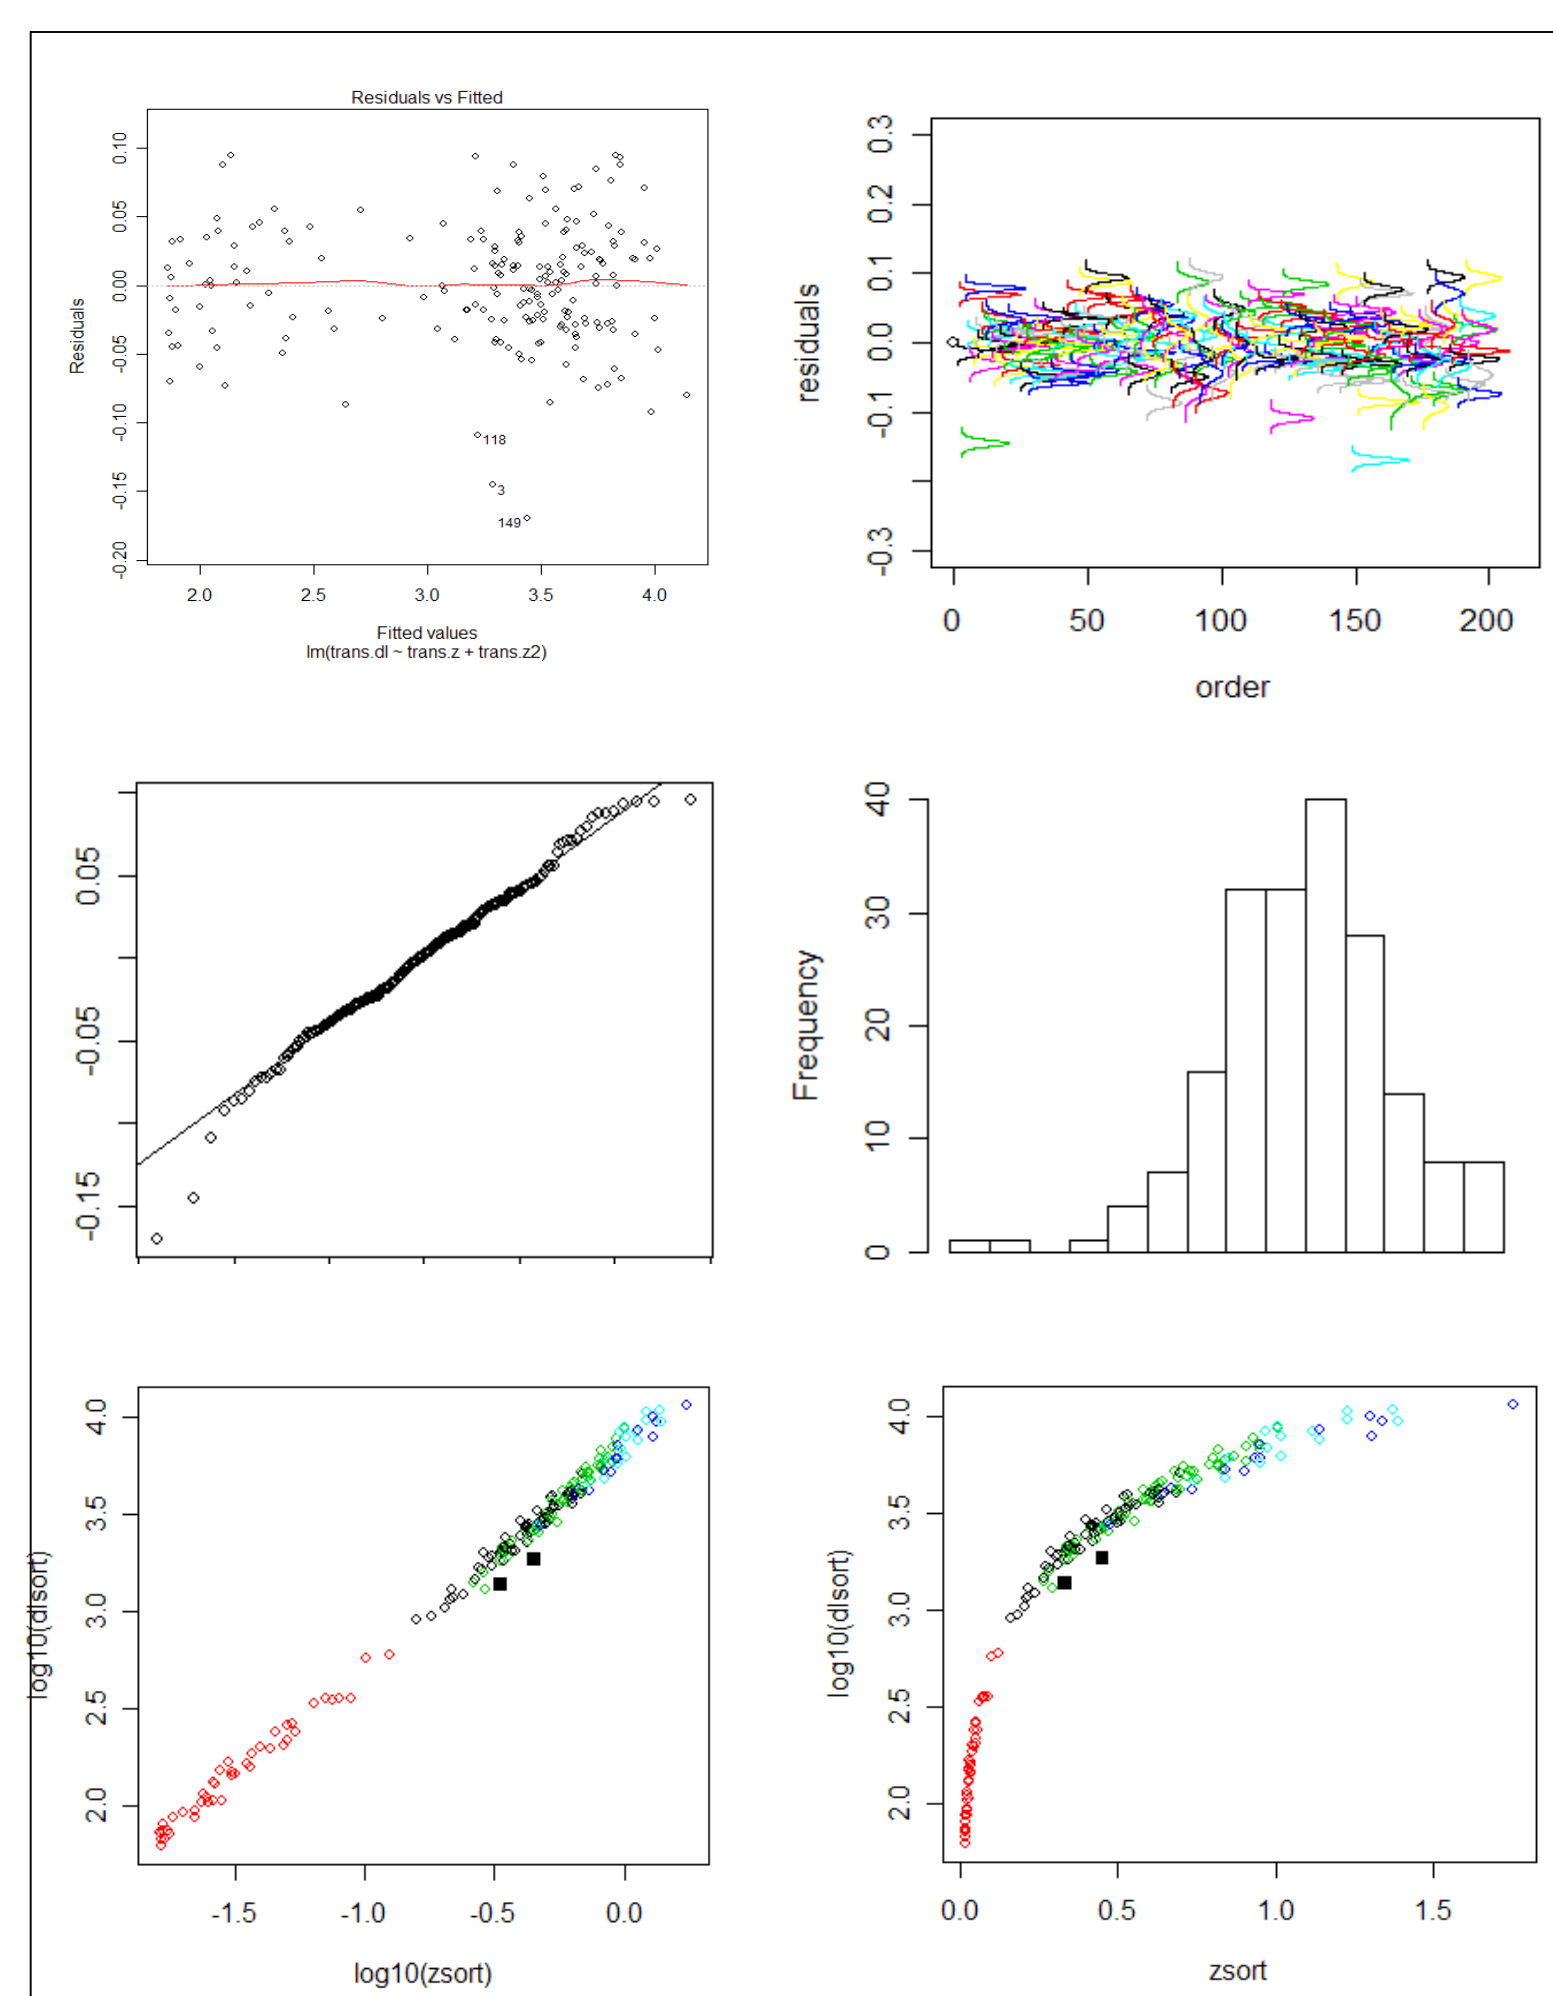 Residuals vs Fitted
Residuals
0.10
0.05
0.00
-0.05
-0.10
-0.15
-0.20
118
3
149
2.0 2.5 3.0 3.5 4.0
Fitted values
lm(trans.dl ~ trans.z + trans.z2)
residuals
0.3
0.2
0.1
0.0
-0.1
-0.3
0 50 100 150 200
order
0.05
-0.05
-0.15
Frequency
40
30
20
10
0
log10(dlsort)
4.0
3.5
3.0
2.5
2.0
-1.5 -1.0 -0.5 0.0
log10(zsort)
log10(dlsort)
4.0
3.5
3.0
2.5
2.0
0.0 0.5 1.0 1.5
zsort